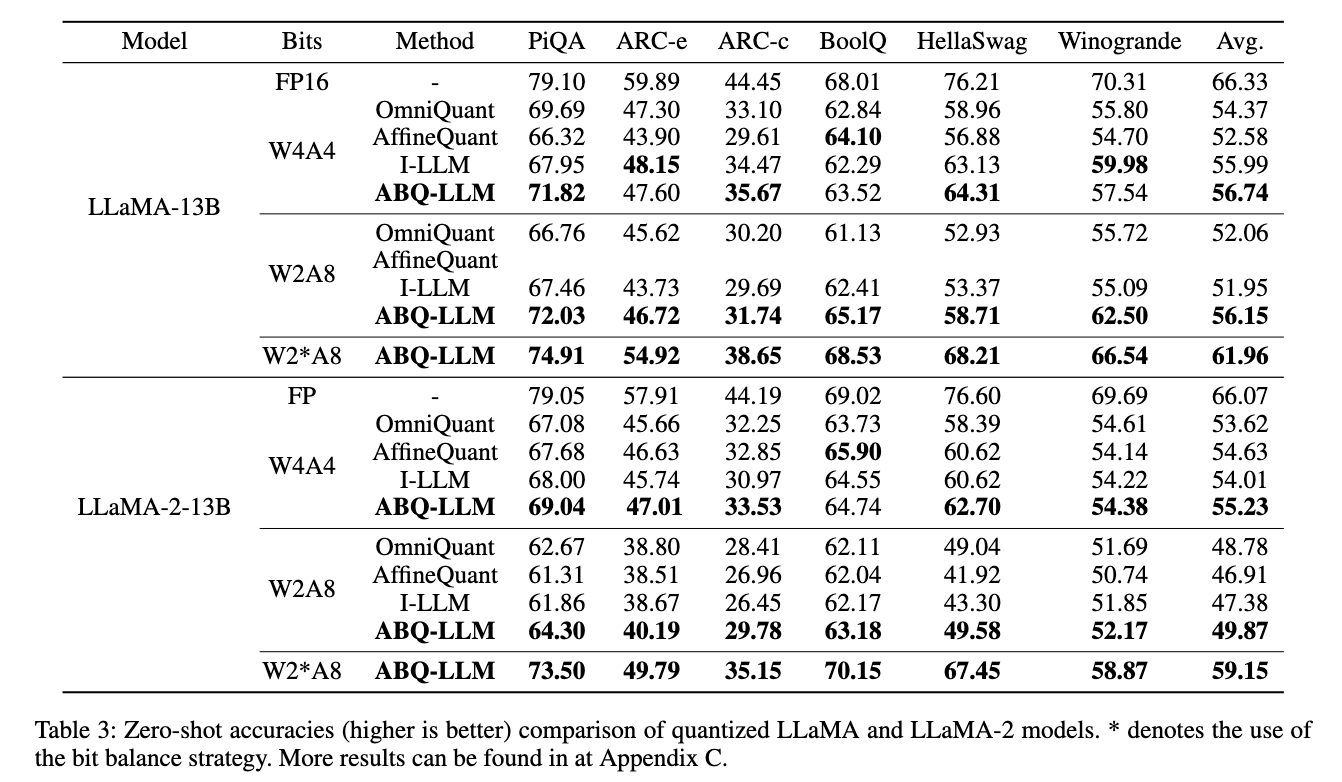 Model Bits Method PiQA ARC-e ARC-c BoolQ HellaSwag Winogrande Avg.
FP16 - 79.10 59.89 44.45 68.01 76.21 70.31 66.33
OmniQuant 69.69 47.30 33.10 62.84 58.96 55.80 54.37
AffineQuant 66.32 43.90 29.61 64.10 56.88 54.70 52.58
W4A4
I-LLM 67.95 48.15 34.47 62.29 63.13 59.98 55.99
ABQ-LLM 71.82 47.60 35.67 63.52 64.31 57.54 56.74
LLaMA-13B
OmniQuant 66.76 45.62 30.20 61.13 52.93 55.72 52.06
AffineQuant
W2A8
I-LLM 67.46 43.73 29.69 62.41 53.37 55.09 51.95
ABQ-LLM 72.03 46.72 31.74 65.17 58.71 62.50 56.15
W2*A8 ABQ-LLM 74.91 54.92 38.65 68.53 68.21 66.54 61.96
FP - 79.05 57.91 44.19 69.02 76.60 69.69 66.07
OmniQuant 67.08 45.66 32.25 63.73 58.39 54.61 53.62
AffineQuant 67.68 46.63 32.85 65.90 60.62 54.14 54.63
W4A4
I-LLM 68.00 45.74 30.97 64.55 60.62 54.22 54.01
LLaMA-2-13B ABQ-LLM 69.04 47.01 33.53 64.74 62.70 54.38 55.23
OmniQuant 62.67 38.80 28.41 62.11 49.04 51.69 48.78
AffineQuant 61.31 38.51 26.96 62.04 41.92 50.74 46.91
W2A8
I-LLM 61.86 38.67 26.45 62.17 43.30 51.85 47.38
ABQ-LLM 64.30 40.19 29.78 63.18 49.58 52.17 49.87
W2*A8 ABQ-LLM 73.50 49.79 35.15 70.15 67.45 58.87 59.15
Table 3: Zero-shot accuracies (higher is better) comparison of quantized LLaMA and LLaMA-2 models. * denotes the use of
the bit balance strategy. More results can be found in at Appendix C.